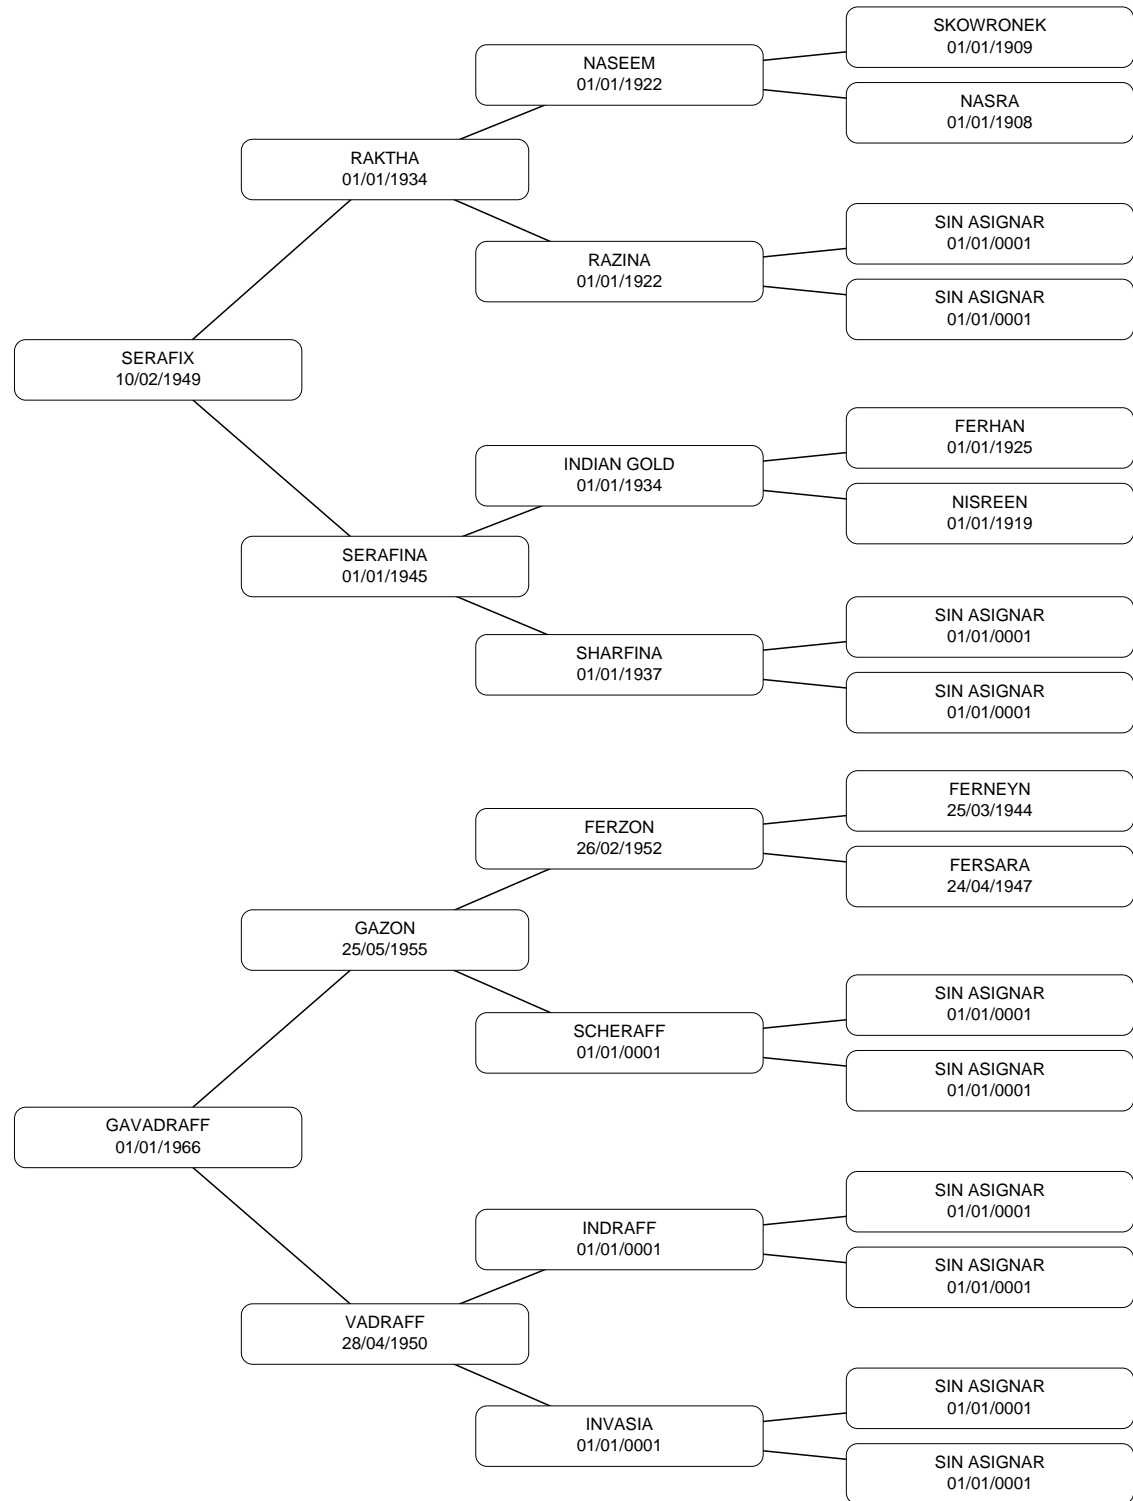 SKOWRONEK
01/01/1909
NASEEM
01/01/1922
NASRA
01/01/1908
RAKTHA
01/01/1934
SIN ASIGNAR
01/01/0001
RAZINA
01/01/1922
SIN ASIGNAR
01/01/0001
SERAFIX
10/02/1949
FERHAN
01/01/1925
INDIAN GOLD
01/01/1934
NISREEN
01/01/1919
SERAFINA
01/01/1945
SIN ASIGNAR
01/01/0001
SHARFINA
01/01/1937
SIN ASIGNAR
01/01/0001
FERNEYN
25/03/1944
FERZON
26/02/1952
FERSARA
24/04/1947
GAZON
25/05/1955
SIN ASIGNAR
01/01/0001
SCHERAFF
01/01/0001
SIN ASIGNAR
01/01/0001
GAVADRAFF
01/01/1966
SIN ASIGNAR
01/01/0001
INDRAFF
01/01/0001
SIN ASIGNAR
01/01/0001
VADRAFF
28/04/1950
SIN ASIGNAR
01/01/0001
INVASIA
01/01/0001
SIN ASIGNAR
01/01/0001